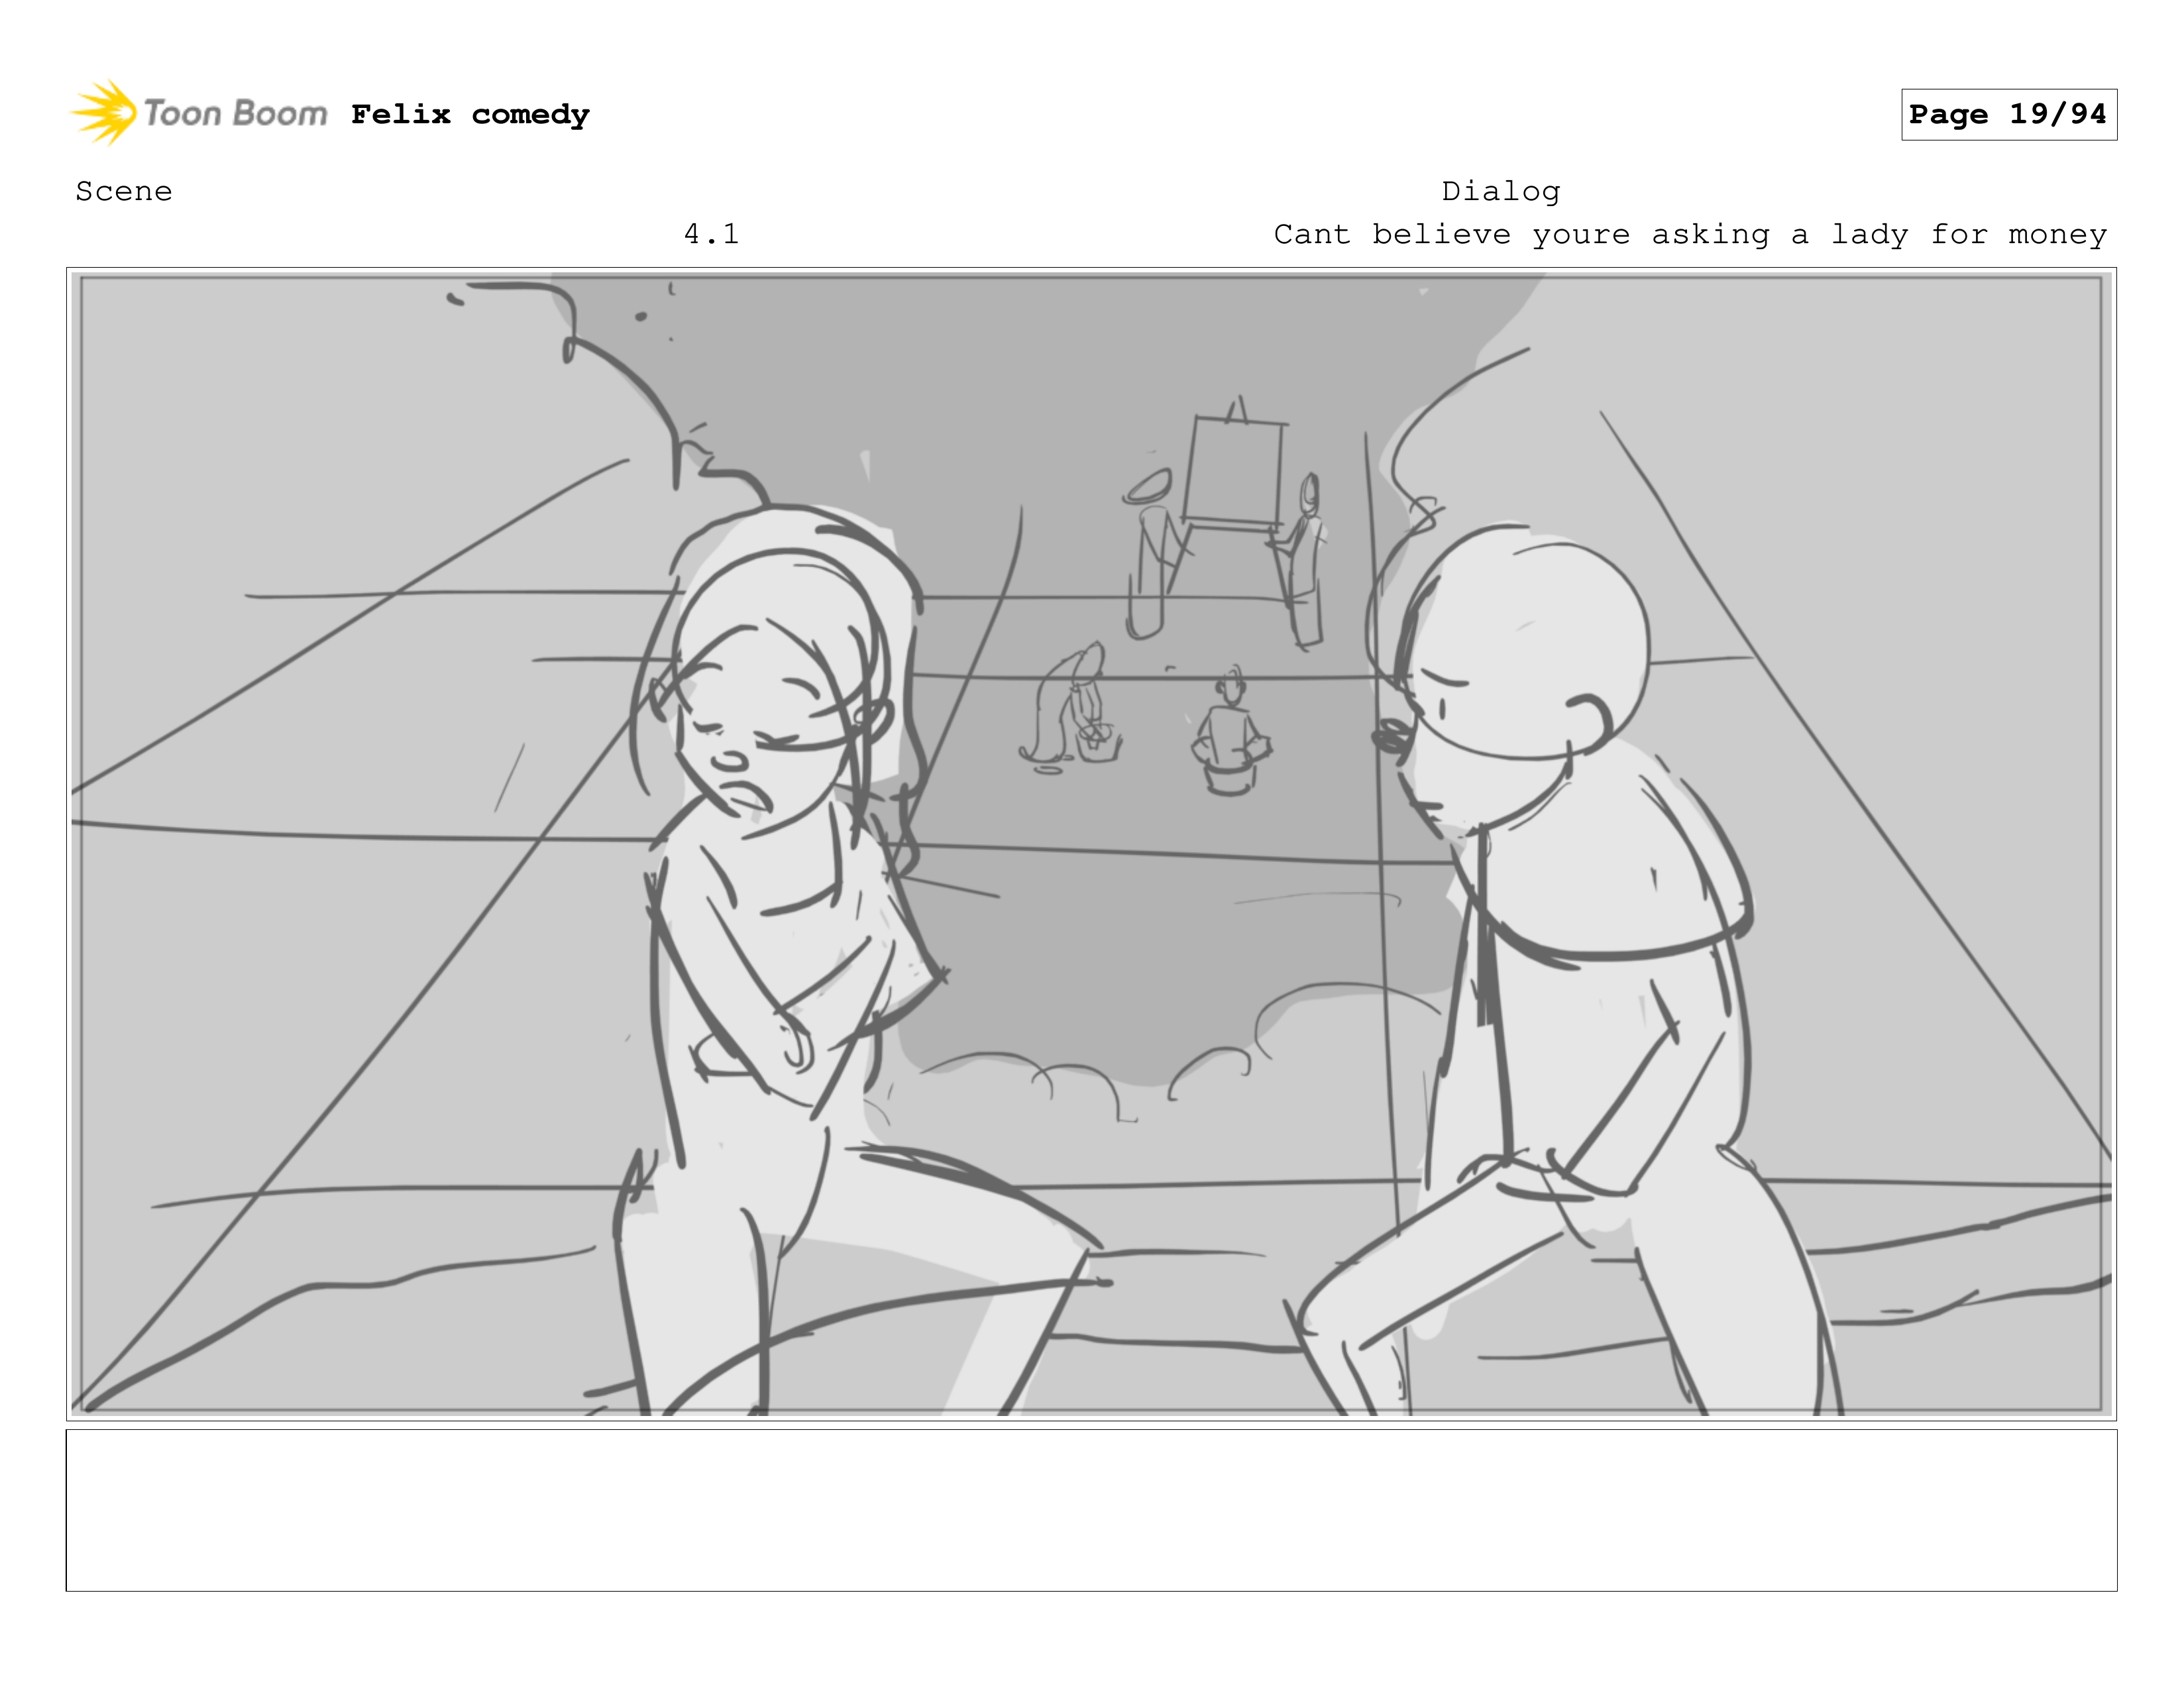 Toon Boom Felix comedy
Page 19/94
Scene
Dialog
4.1
Cant believe youre asking a lady for money